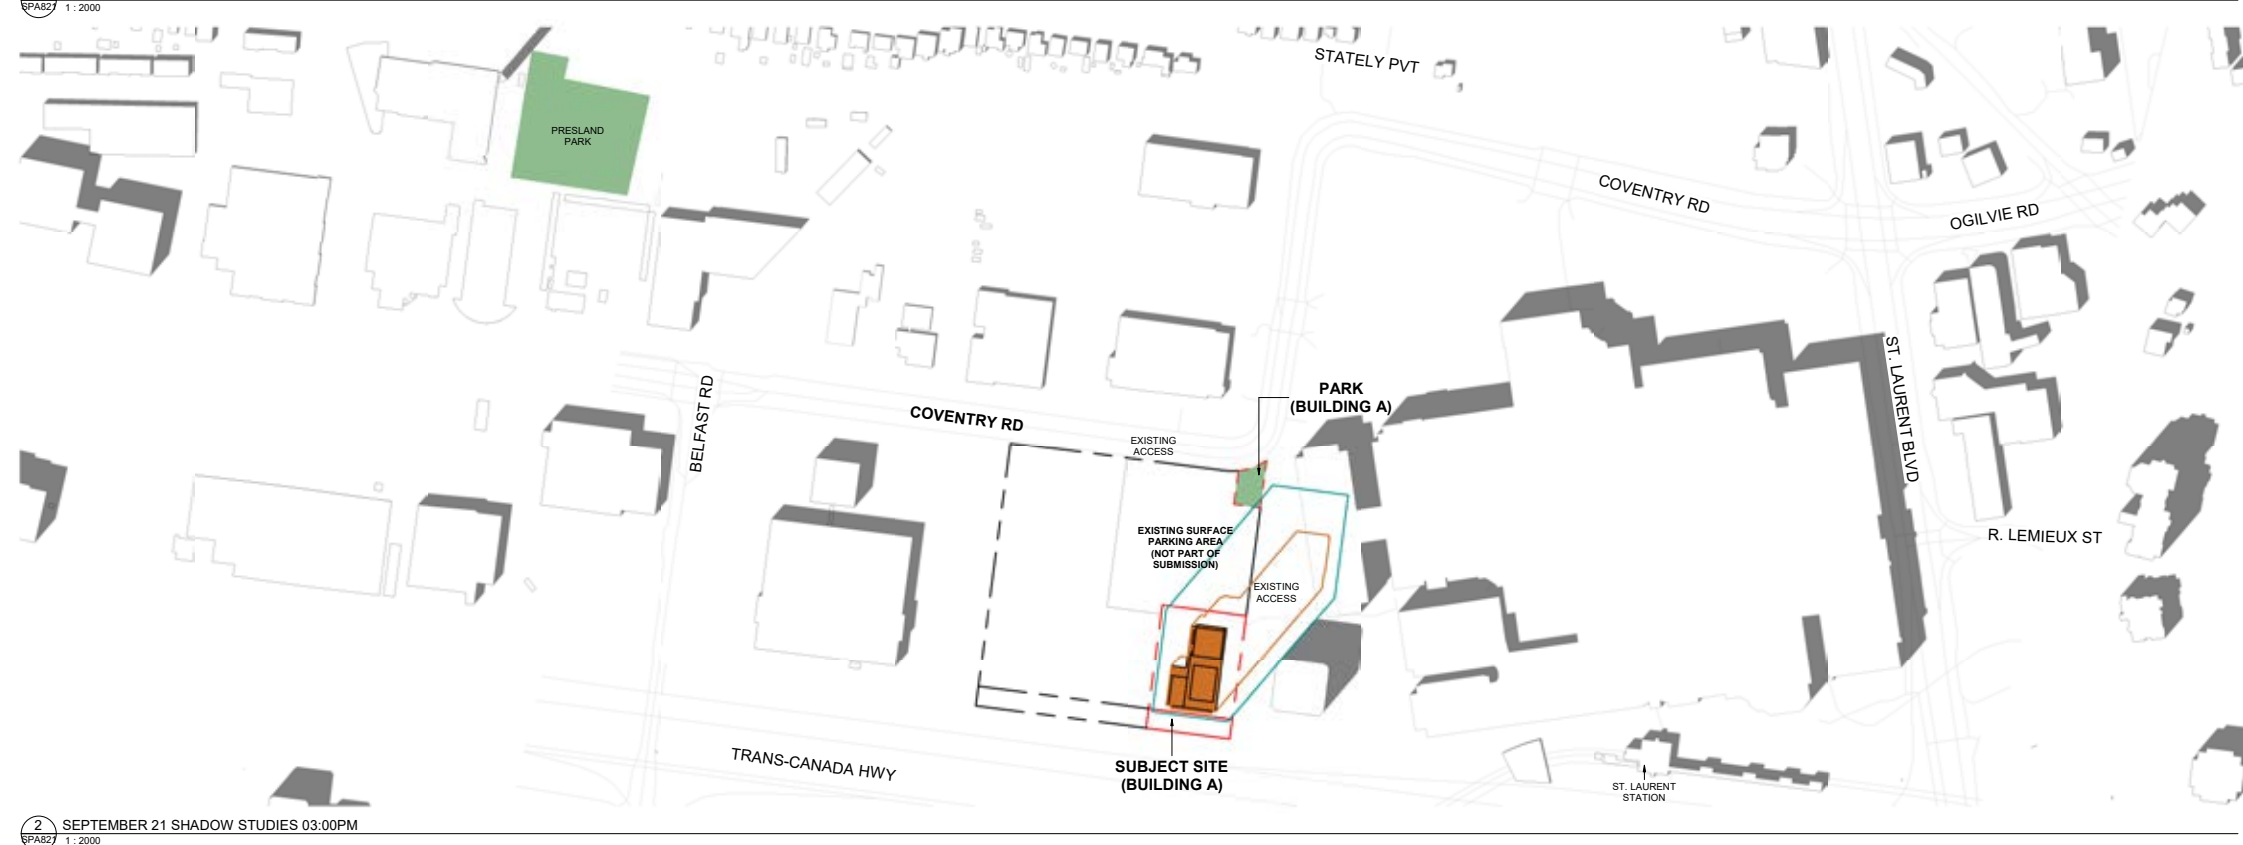 SPA821 1 : 2000
STATELY PVT
PRESLAND
PARK
COVENTRY RD
OGILVIE RD
ST. LAURENT BLVD
BELFAST RD
PARK
(BUILDING A)
COVENTRY RD
EXISTING
ACCESS
EXISTING SURFACE
PARKING AREA
(NOT PART OF
SUBMISSION)
R. LEMIEUX ST
EXISTING
ACCESS
TRANS-CANADA HWY
SUBJECT SITE
(BUILDING A)
ST. LAURENT
STATION
2 SEPTEMBER 21 SHADOW STUDIES 03:00PM
SPA821 1 : 2000